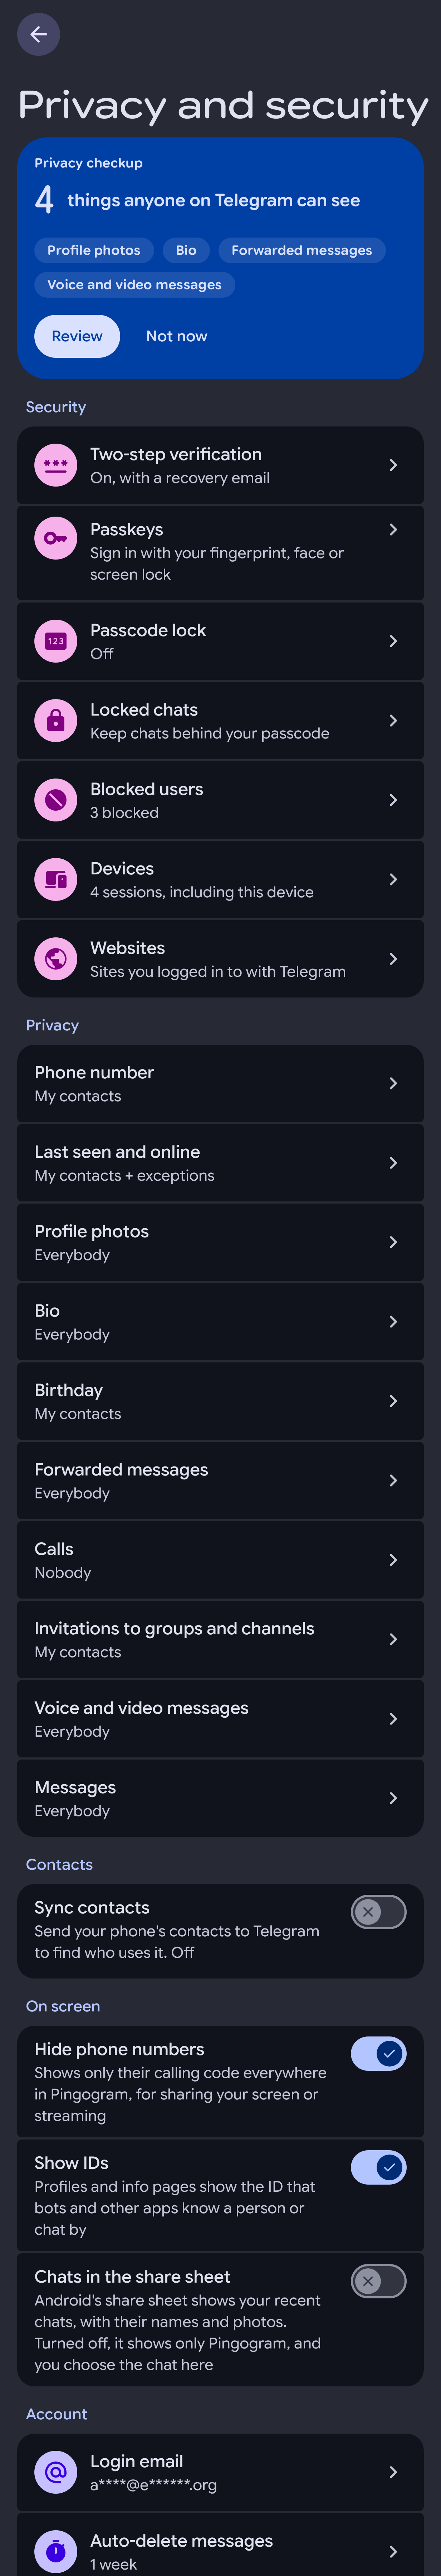 Privacy and security
Privacy checkup
4 things anyone on Telegram can see
Profile photos Bio Forwarded messages
Voice and video messages
Review Not now
Security
Two-step verification
On, with a recovery email
Passkeys
Sign in with your fingerprint, face or
screen lock
123
Passcode lock
Off
Locked chats
Keep chats behind your passcode
Blocked users
3 blocked
Devices
4 sessions, including this device
Websites
Sites you logged in to with Telegram
Privacy
Phone number
My contacts
Last seen and online
My contacts + exceptions
Profile photos
Everybody
Bio
Everybody
Birthday
My contacts
Forwarded messages
Everybody
Calls
Nobody
Invitations to groups and channels
My contacts
Voice and video messages
Everybody
Messages
Everybody
Contacts
Sync contacts
Send your phone's contacts to Telegram
to find who uses it. Off
On screen
Hide phone numbers
Shows only their calling code everywhere
in Pingogram, for sharing your screen or
streaming
Show IDs
Profiles and info pages show the ID that
bots and other apps know a person or
chat by
Chats in the share sheet
Android's share sheet shows your recent
chats, with their names and photos.
Turned off, it shows only Pingogram, and
you choose the chat here
Account
Login email
a****@e******.org
Auto-delete messages
1 week